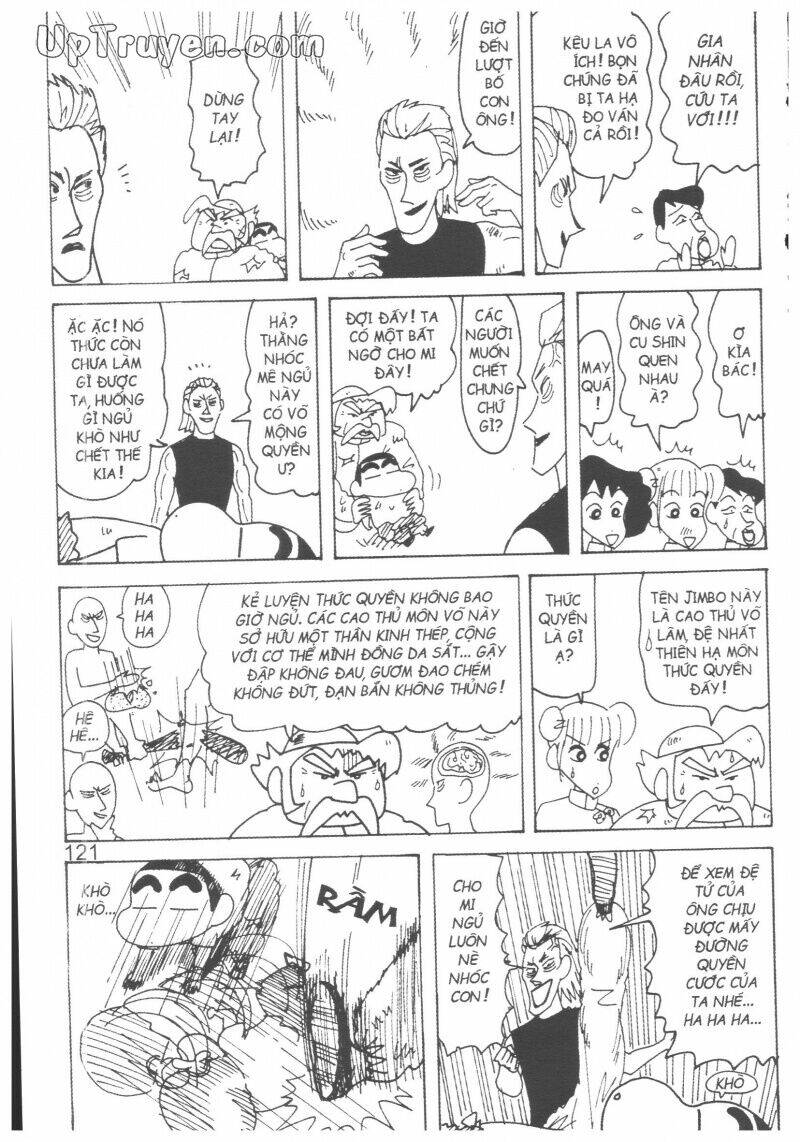 UpTruyen.com
GIA
NHÂN
ĐÂU RỒI,
CỨU TA
VỚI!!!
KÊU LA VÔ
ÍCH! BỌN
CHÚNG ĐÃ
BỊ TA HẠ
ĐO VÁN
CẢ RỒI!
GIỜ
ĐẾN
LƯỢT
BỐ
CON
ÔNG!
DỪNG
TAY
LẠI!
Ơ
KÌA
BÁC!
ÔNG VÀ
CU SHIN
QUEN
NHAU
À?
MAY
QUÁ
!
CÁC
NGƯƠI
MUỐN
CHẾT
CHUNG
CHỨ
GÌ?
ĐỢI ĐẤY! TA
CÓ MỘT BẤT
NGỜ CHO MI
ĐÂY!
HẢ?
THẰNG
NHÓC
MÊ NGỦ
NÀY
CÓ VÕ
MỘNG
QUYỀN
Ư?
ẶC ẶC! NÓ
THỨC CÒN
CHƯA LÀM
GÌ ĐƯỢC
TA, HUỐNG
GÌ NGỦ
KHÒ NHƯ
CHẾT THẾ
KIA!
TÊN JIMBO NÀY
LÀ CAO THỦ VÕ
LÂM, ĐỆ NHẤT
THIÊN HẠ MÔN
THỨC QUYỀN
ĐẤY!
THỨC
QUYỀN
LÀ GÌ
Ạ?
KẺ LUYỆN THỨC QUYỀN KHÔNG BAO
GIỜ NGỦ. CÁC CAO THỦ MÔN VÕ NÀY
SỞ HỮU MỘT THẦN KINH THÉP, CỘNG
VỚI CƠ THỂ MÌNH ĐỒNG DA SẮT... GẬY
ĐẬP KHÔNG ĐAU, GƯƠM ĐAO CHÉM
KHÔNG ĐỨT, ĐẠN BẮN KHÔNG THỦNG!
HA
HA
HA
HÊ
HÊ...
121
ĐỂ XEM ĐỆ
TỬ CỦA
ÔNG CHỊU
ĐƯỢC MẤY
ĐƯỜNG
QUYỀN
CƯỚC CỦA
TA NHÉ...
HA HA HA...
KHÒ
CHO
MI
NGỦ
LUÔN
NÈ
NHÓC
CON!
RẦM
KHÒ
KHÒ...